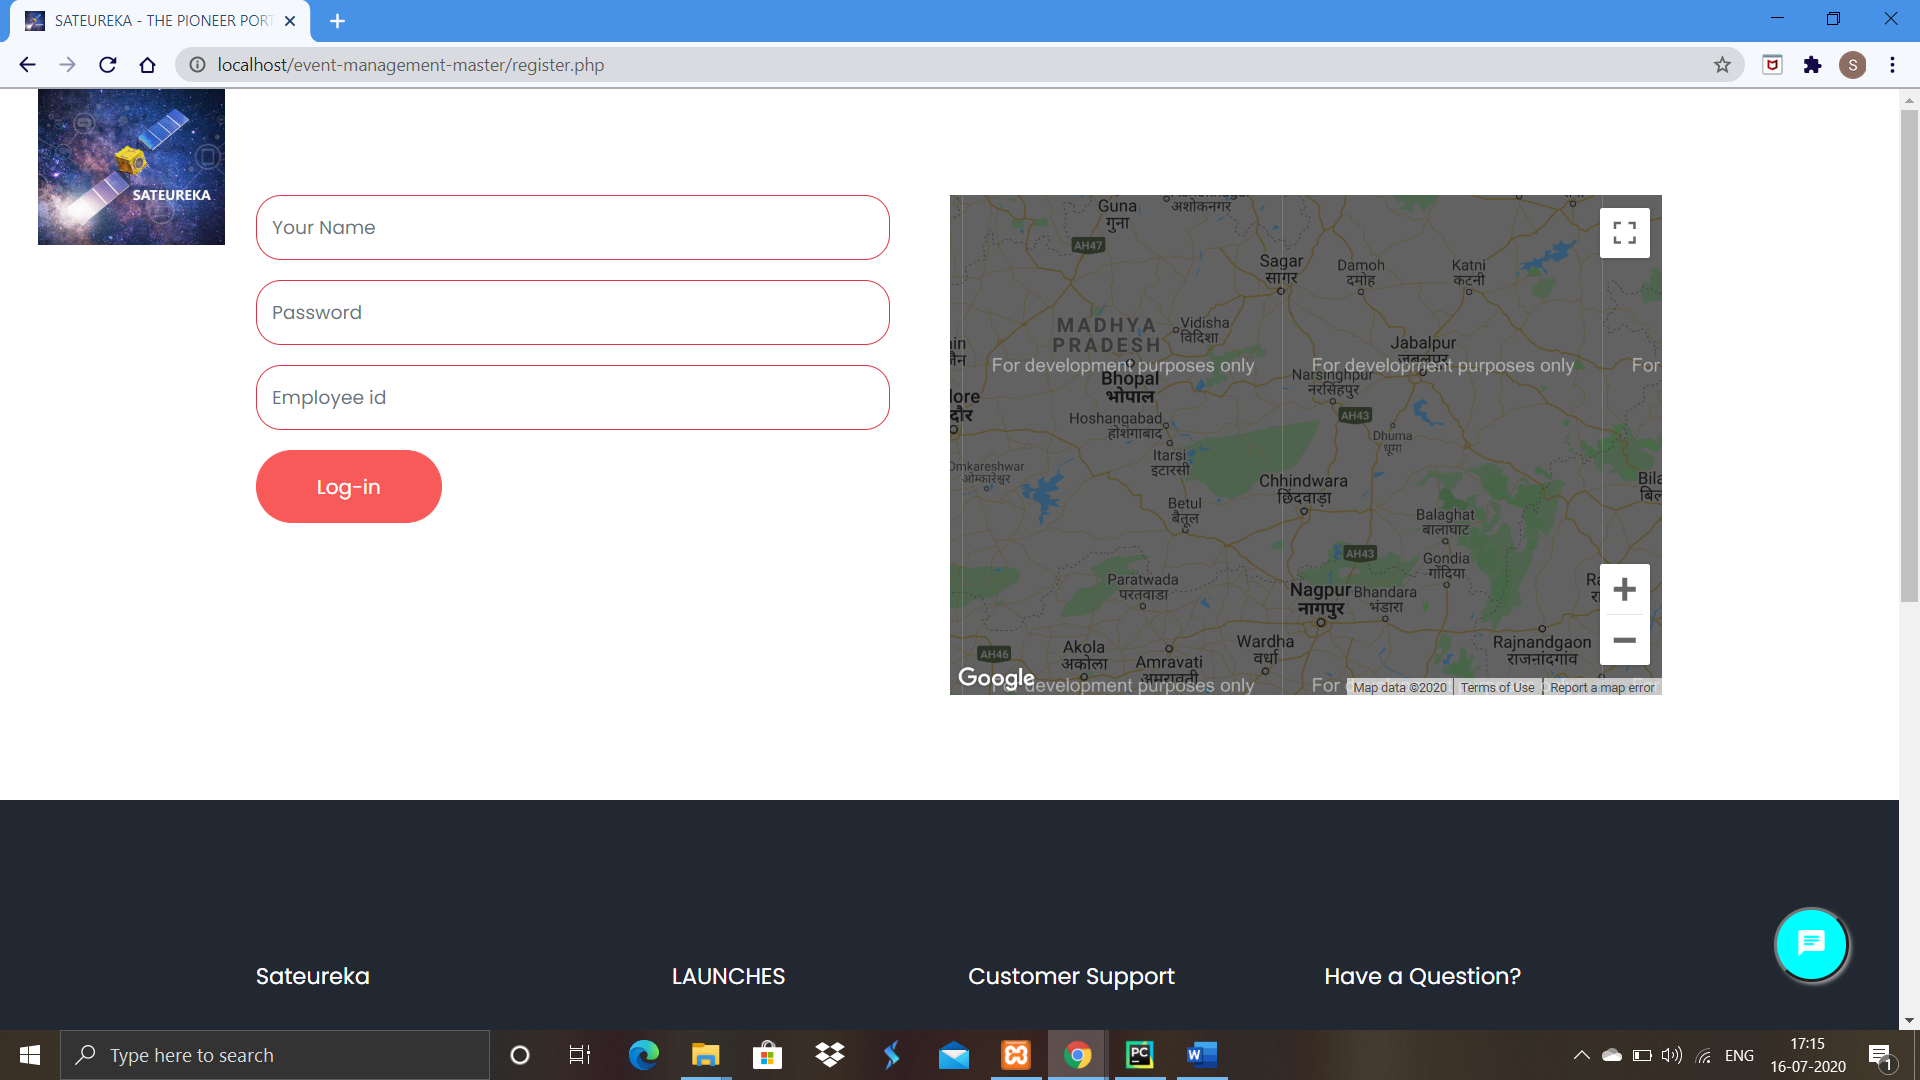 SATEUREKA - THE PIONEER PORT
localhost/event-management-master/register.php
S
SATEUREKA
Your Name
Password
Employee id
Log-in
Guna
गुना
अशोकनगर
AH47
Sagar
सागर
Damoh
दमोह
Katni
कटनी
MADHYA
PRADESH
Vidisha
विदिशा
Jabalpur
जबलपुर
For development purposes only
For development purposes only
For
Bhopal
भोपाल
Narsinghpur
नरसिंहपुर
lore
दौर
Hoshangabad
होशंगाबाद
AH43
Dhuma
धूमा
Itarsi
इटारसी
Omkareshwar
ओम्कारेश्वर
Chhindwara
छिंदवाड़ा
Betul
बैतूल
Balaghat
बालाघाट
AH43
Gondia
गोंदिया
Paratwada
परतवाडा
Nagpur
नागपुर
Bhandara
भंडारा
Wardha
वर्धा
Rajnandgaon
राजनांदगांव
AH46
Akola
अकोला
Amravati
अमरावती
Google
For development purposes only
For
Map data ©2020
Terms of Use
Report a map error
Sateureka
LAUNCHES
Customer Support
Have a Question?
Type here to search
PC
W
ENG
17:15
16-07-2020
1